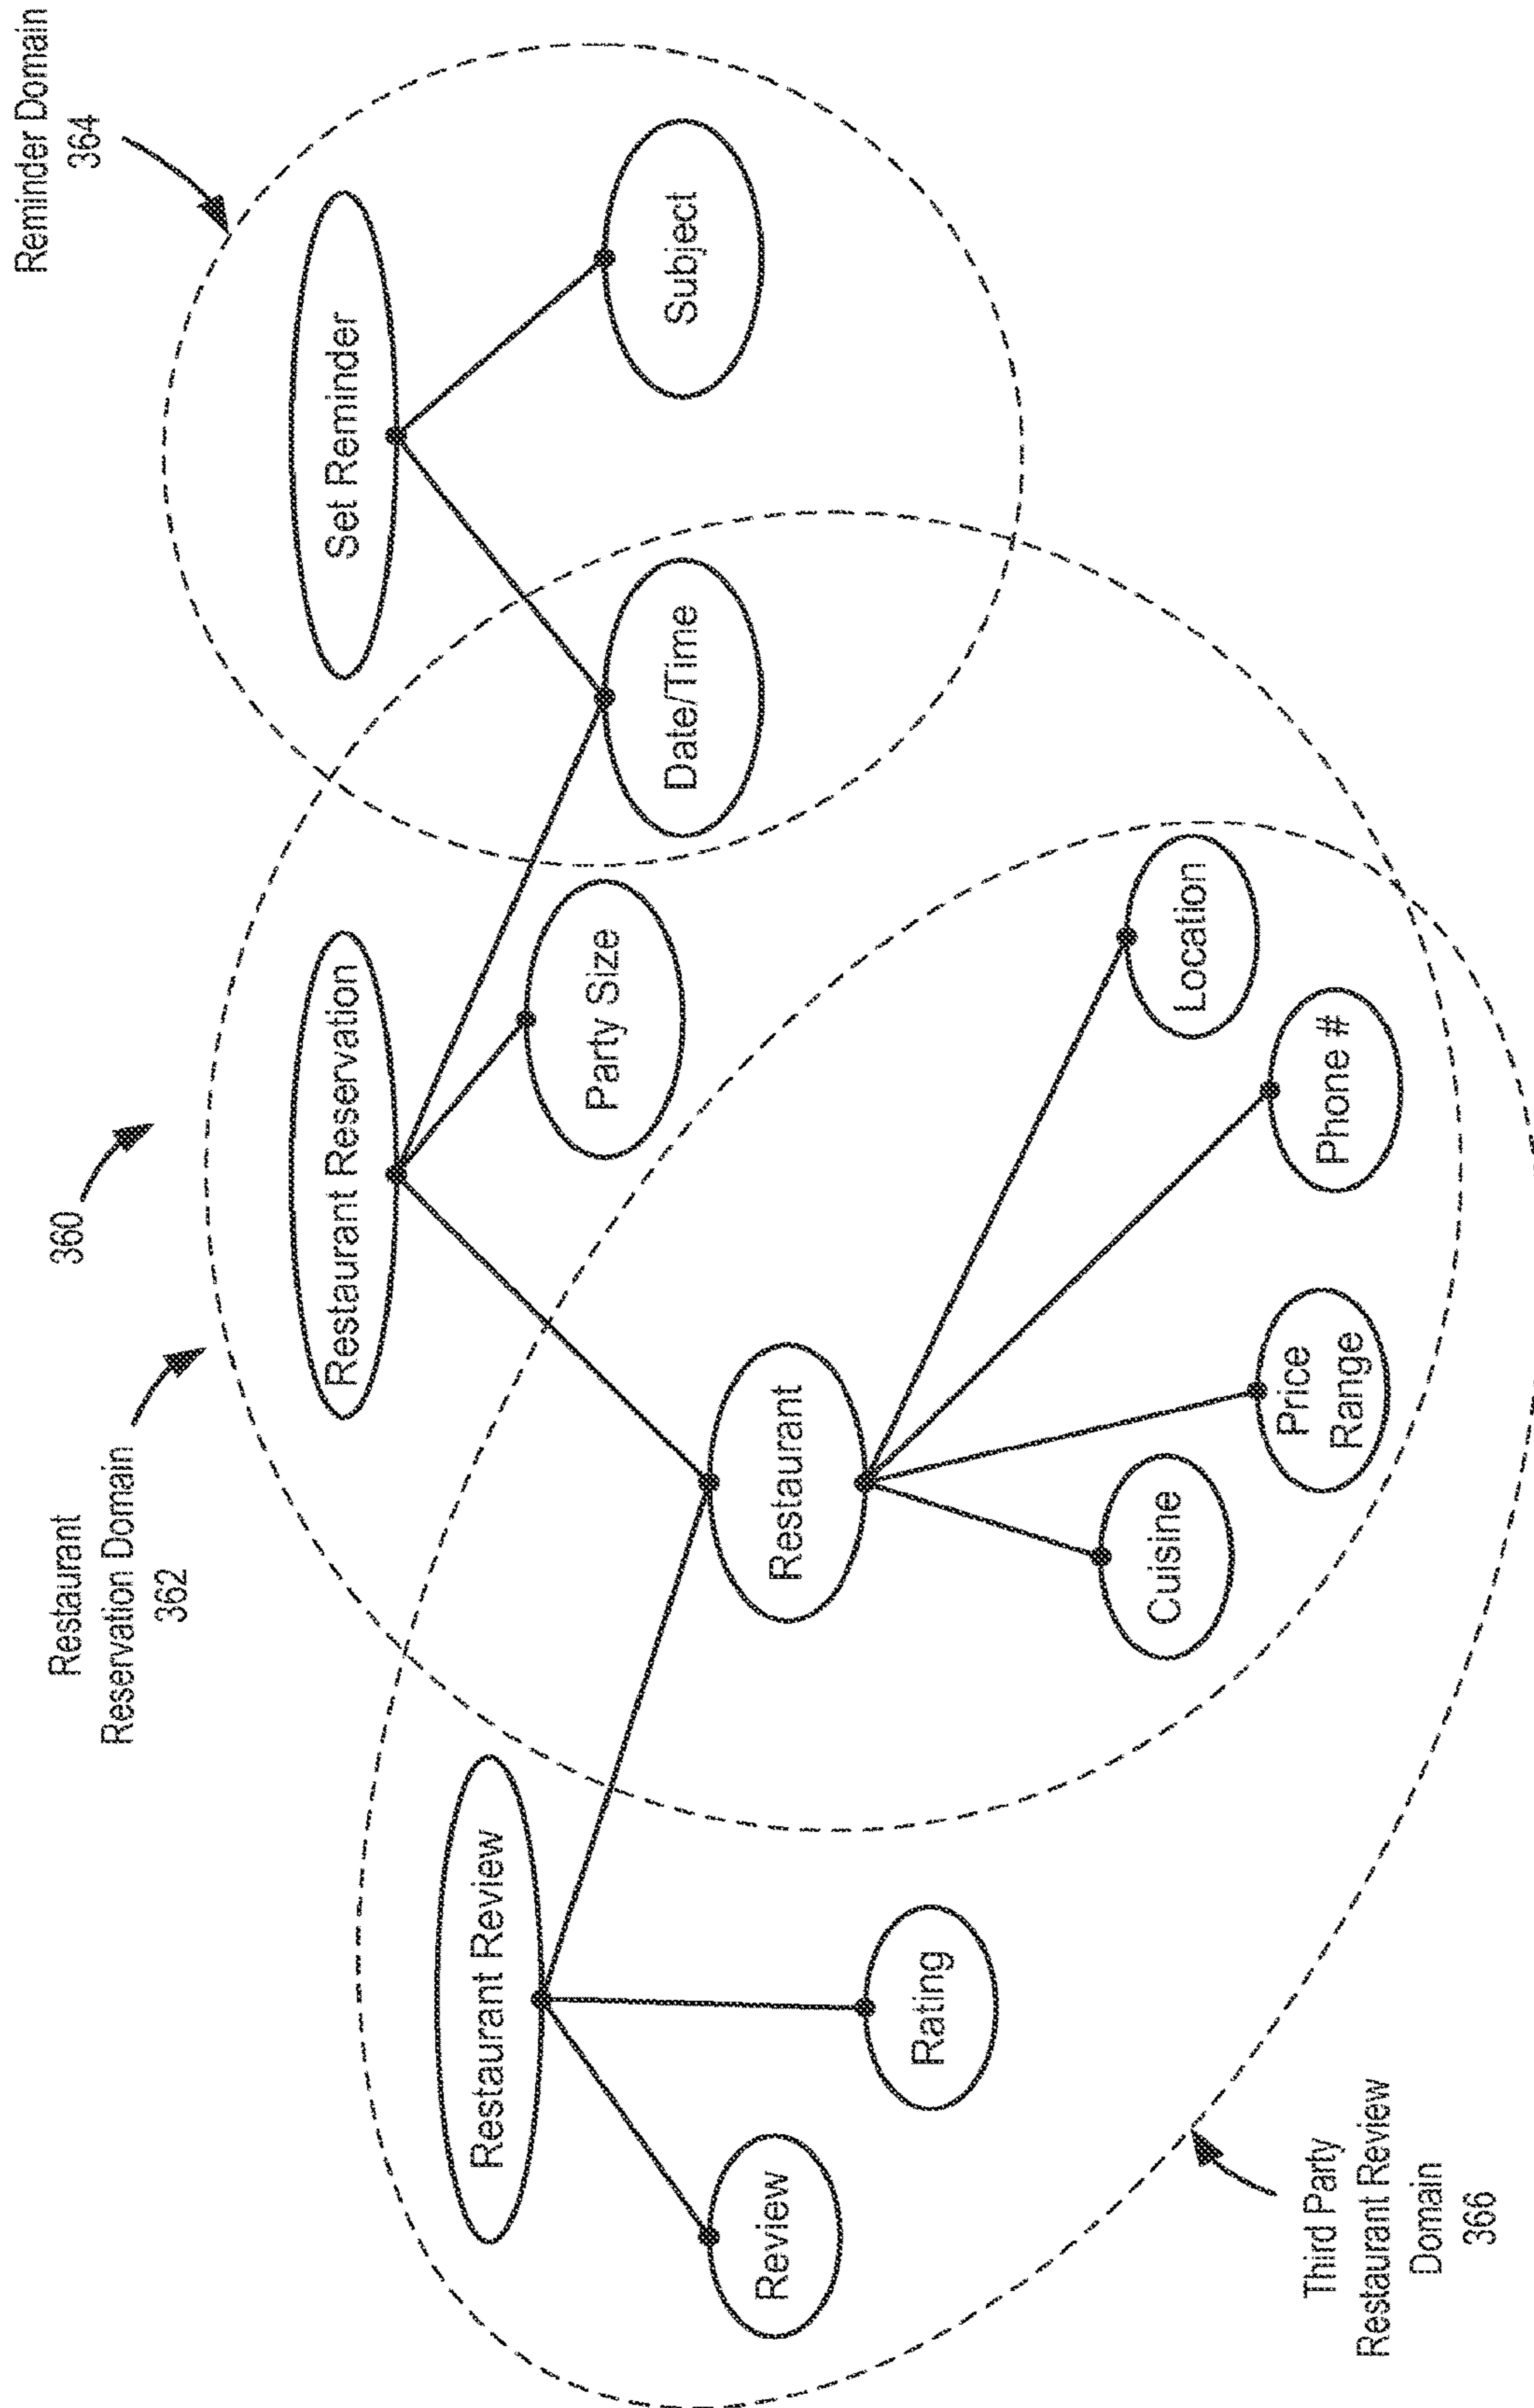 360
Restaurant
Reservation Domain
362
Reminder Domain
364
Restaurant Reservation
Set Reminder
Restaurant Review
Party Size
Date/Time
Subject
Restaurant
Review
Rating
Cuisine
Price
Range
Phone #
Location
Third Party
Restaurant Review
Domain
366